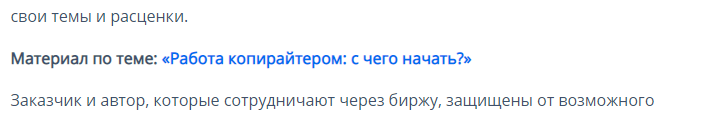 свои темы и расценки.
Материал по теме: «Работа копирайтером: с чего начать?»
Заказчик и автор, которые сотрудничают через биржу, защищены от возможного